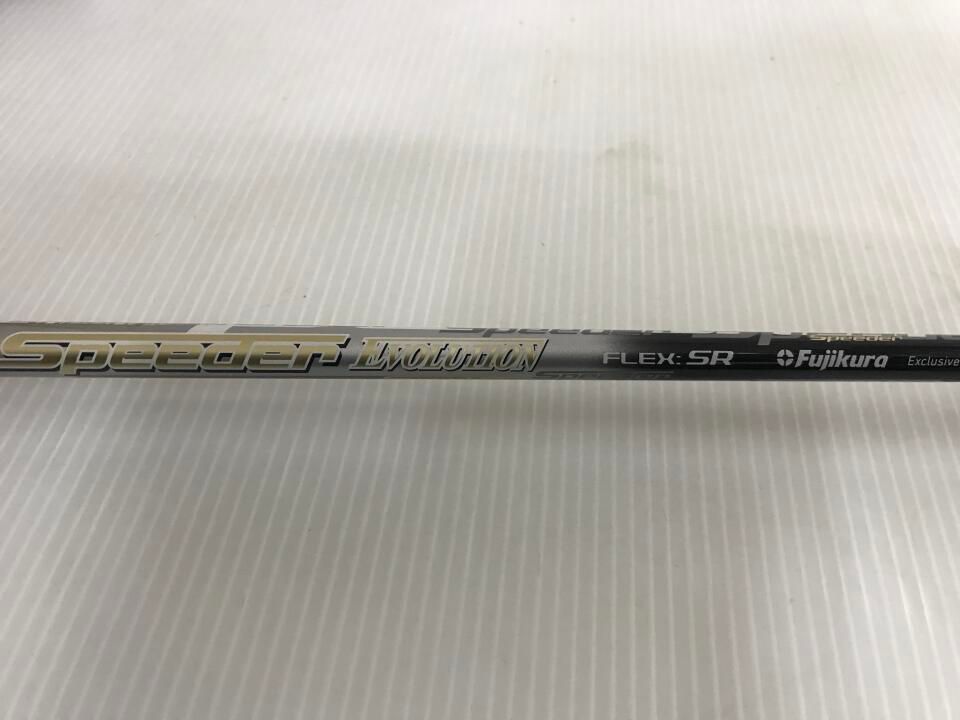 Speeder EVOLUTION FLEX: SR Fujikura Exclusive
Speeder